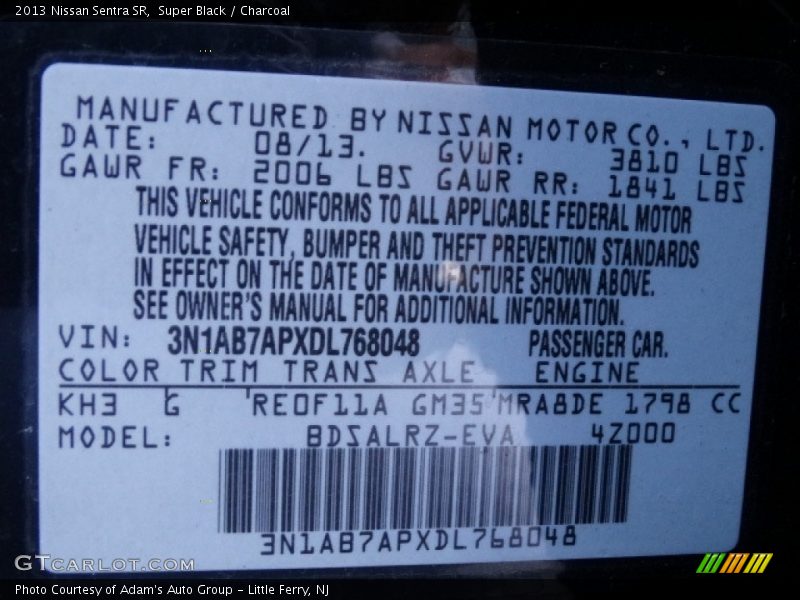 2013 Nissan Sentra SR, Super Black / Charcoal
MANUFACTURED BY NISSAN MOTOR CO., LTD.
DATE: 08/13. GVWR: 3810 LBS
GAWR FR: 2006 LBS GAWR RR: 1841 LBS
THIS VEHICLE CONFORMS TO ALL APPLICABLE FEDERAL MOTOR
VEHICLE SAFETY, BUMPER AND THEFT PREVENTION STANDARDS
IN EFFECT ON THE DATE OF MANUFACTURE SHOWN ABOVE.
SEE OWNER'S MANUAL FOR ADDITIONAL INFORMATION.
VIN: 3N1AB7APXDL768048 PASSENGER CAR.
COLOR TRIM TRANS AXLE ENGINE
KH3 G RE0F11A GM35 MRA8DE 1798 CC
MODEL: BDSALRZ-EVA 4Z000
3N1AB7APXDL768048
GTCARLOT.COM
Photo Courtesy of Adam's Auto Group - Little Ferry, NJ